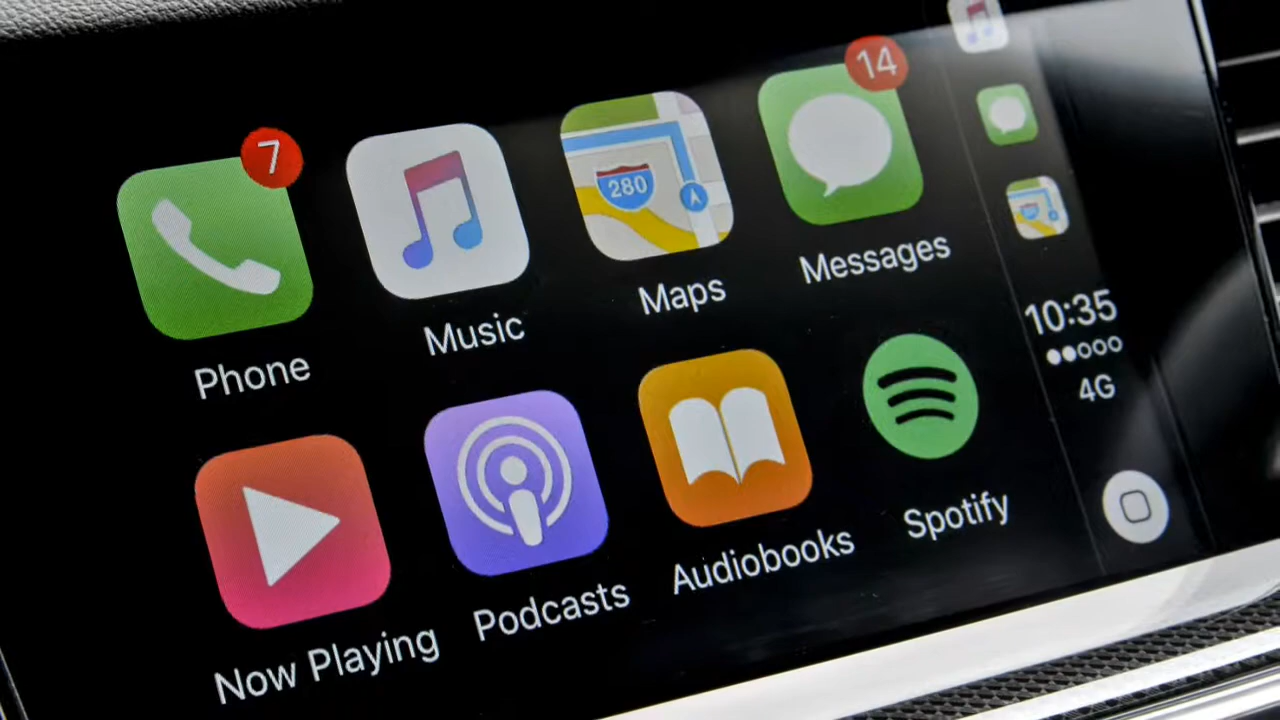 7
14
280
Phone
Music
Maps
Messages
Now Playing
Podcasts
Audiobooks
Spotify
10:35
4G